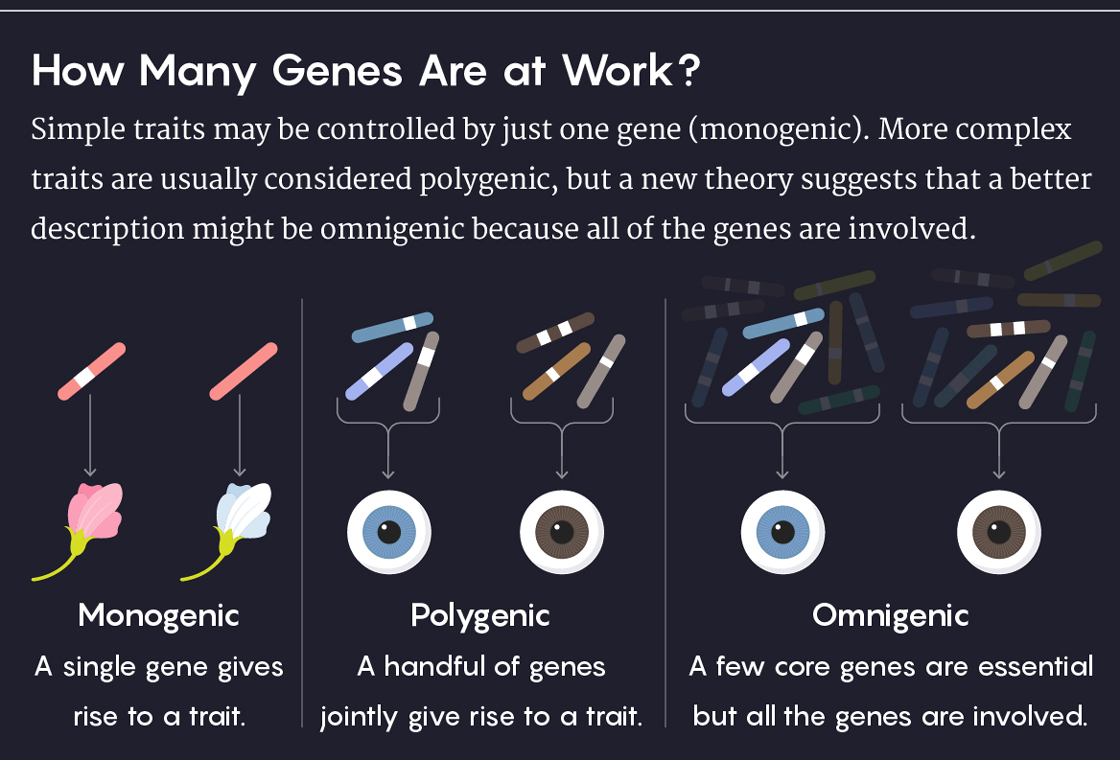 How Many Genes Are at Work?
Simple traits may be controlled by just one gene (monogenic). More complex
traits are usually considered polygenic, but a new theory suggests that a better
description might be omnigenic because all of the genes are involved.
Monogenic
A single gene gives
rise to a trait.
Polygenic
A handful of genes
jointly give rise to a trait.
Omnigenic
A few core genes are essential
but all the genes are involved.